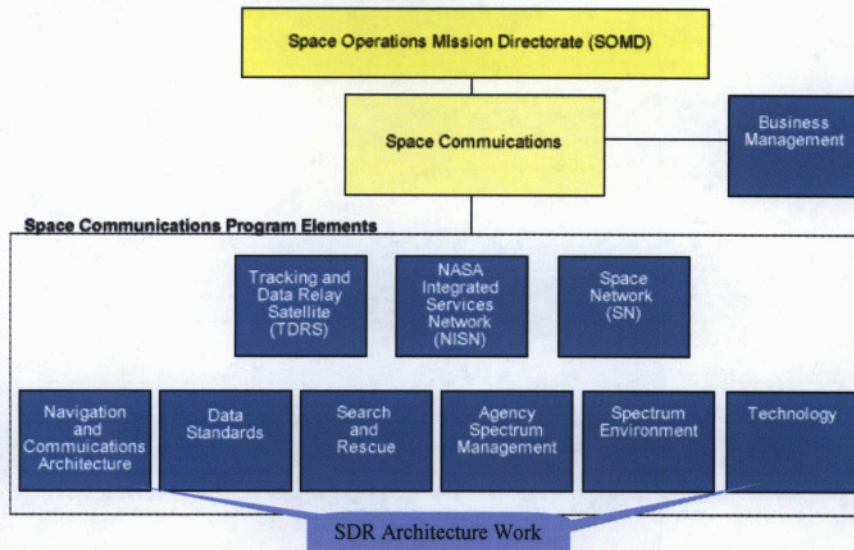 Space Operations MIssion Directorate (SOMD)
Space Commuications
Business
Management
Space Communications Program Elements
Tracking and
Data Relay
Satellite
(TDRS)
NASA
Integrated
Services
Network
(NISN)
Space
Network
(SN)
Navigation
and
Commuications
Architecture
Data
Standards
Search
and
Rescue
Agency
Spectrum
Management
Spectrum
Environment
Technology
SDR Architecture Work